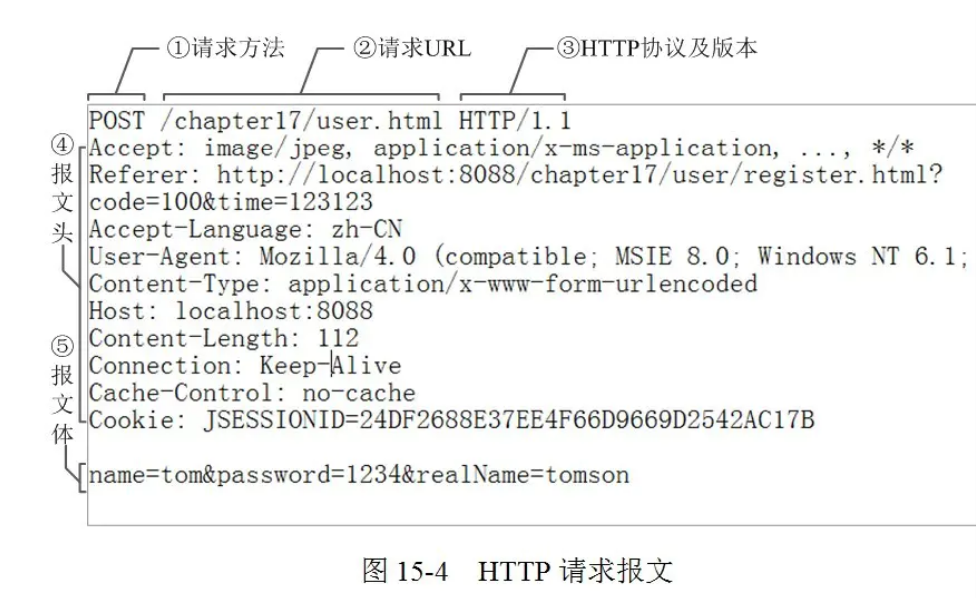 ①请求方法 ②请求URL ③HTTP协议及版本
POST /chapter17/user.html HTTP/1.1
④报文头
Accept: image/jpeg, application/x-ms-application, ..., */*
Referer: http://localhost:8088/chapter17/user/register.html?
code=100&time=123123
Accept-Language: zh-CN
User-Agent: Mozilla/4.0 (compatible; MSIE 8.0; Windows NT 6.1;
Content-Type: application/x-www-form-urlencoded
Host: localhost:8088
Content-Length: 112
Connection: Keep-Alive
Cache-Control: no-cache
Cookie: JSESSIONID=24DF2688E37EE4F66D9669D2542AC17B
⑤报文体
name=tom&password=1234&realName=tomson
图 15-4 HTTP 请求报文